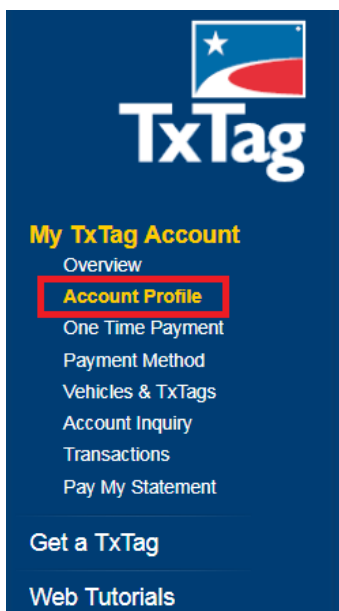 TxTag
My TxTag Account
Overview
Account Profile
One Time Payment
Payment Method
Vehicles & TxTags
Account Inquiry
Transactions
Pay My Statement
Get a TxTag
Web Tutorials